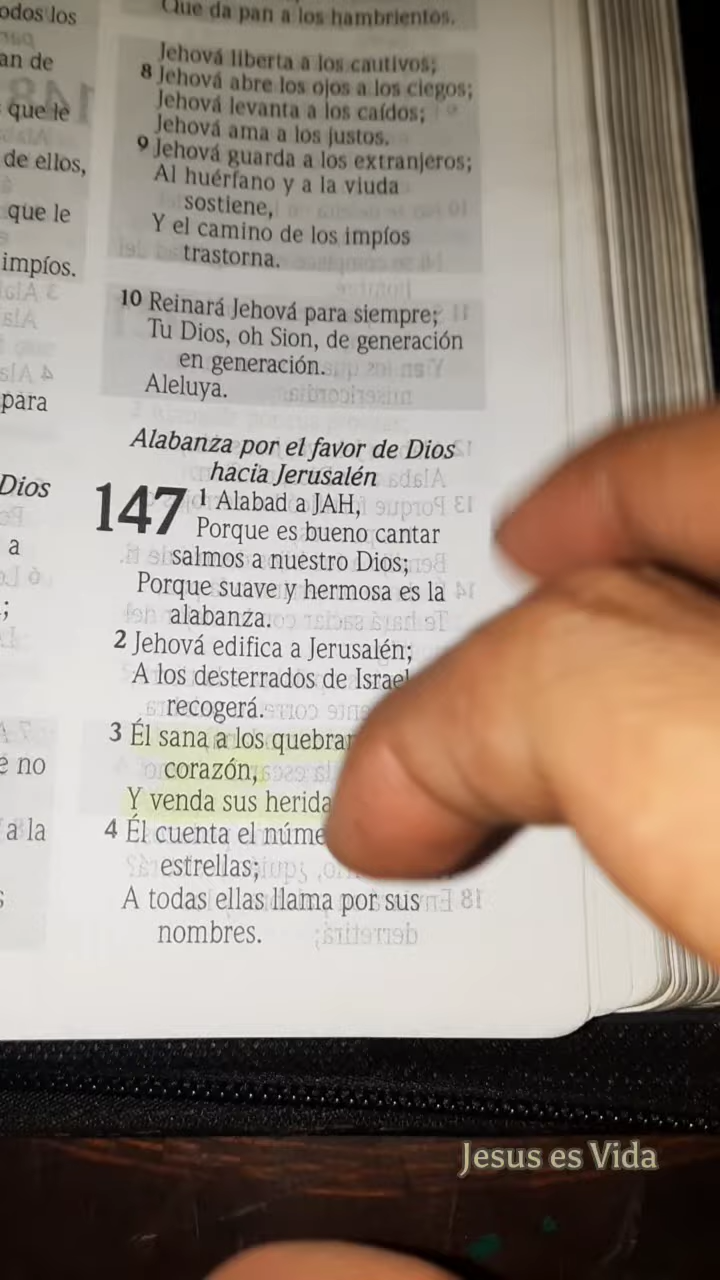 odos los
an de
que le
de ellos,
que le
impíos.
para
Dios
a
;
e no
a la
Que da pan a los hambrientos.
Jehová liberta a los cautivos;
8 Jehová abre los ojos a los ciegos;
Jehová levanta a los caídos;
Jehová ama a los justos.
9 Jehová guarda a los extranjeros;
Al huérfano y a la viuda
sostiene,
Y el camino de los impíos
trastorna.
10 Reinará Jehová para siempre;
Tu Dios, oh Sion, de generación
en generación.
Aleluya.
Alabanza por el favor de Dios
hacia Jerusalén
147 1 Alabad a JAH,
Porque es bueno cantar
salmos a nuestro Dios;
Porque suave y hermosa es la
alabanza.
2 Jehová edifica a Jerusalén;
A los desterrados de Israel
recogerá.
3 Él sana a los quebran
corazón,
Y venda sus herida
4 Él cuenta el núme
estrellas;
A todas ellas llama por sus
nombres.
Jesus es Vida